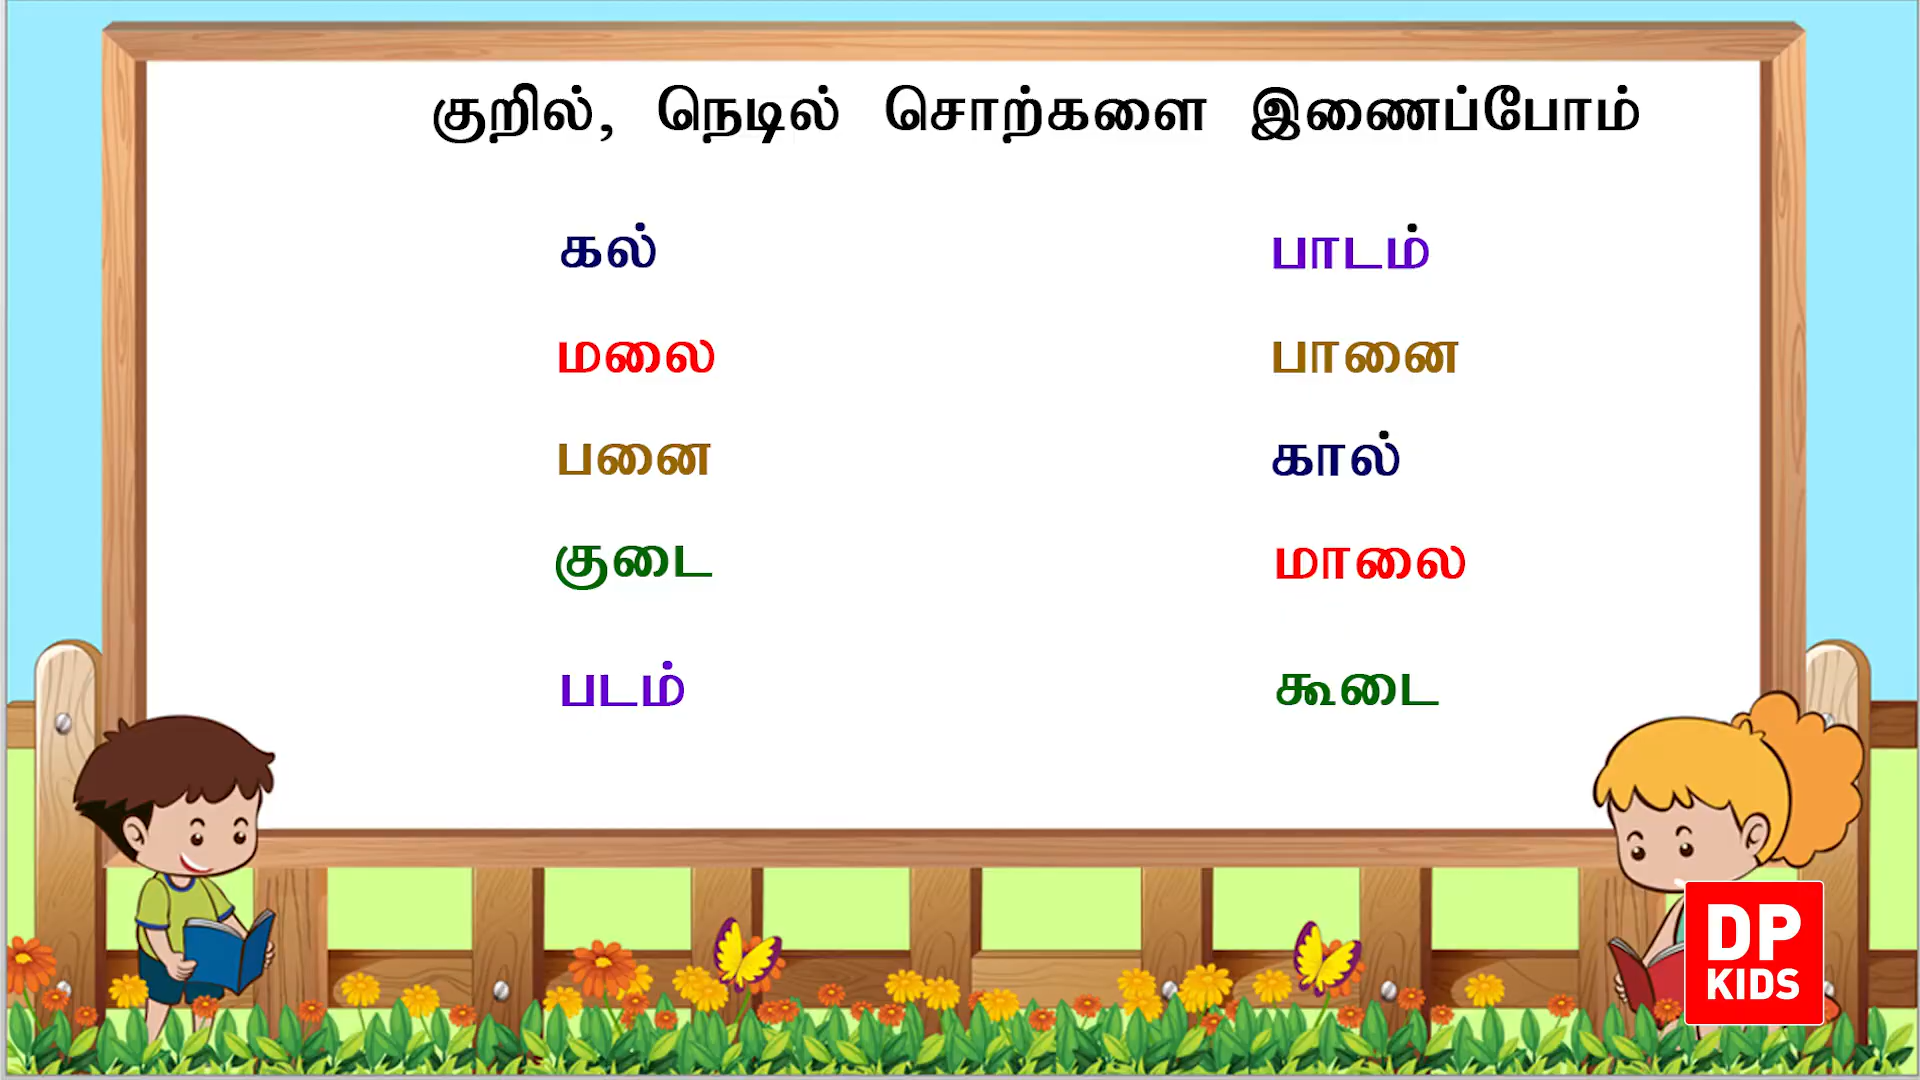 குறில், நெடில் சொற்களை இணைப்போம்
கல் பாடம்
மலை பானை
பனை கால்
குடை மாலை
படம் கூடை
DP
KIDS